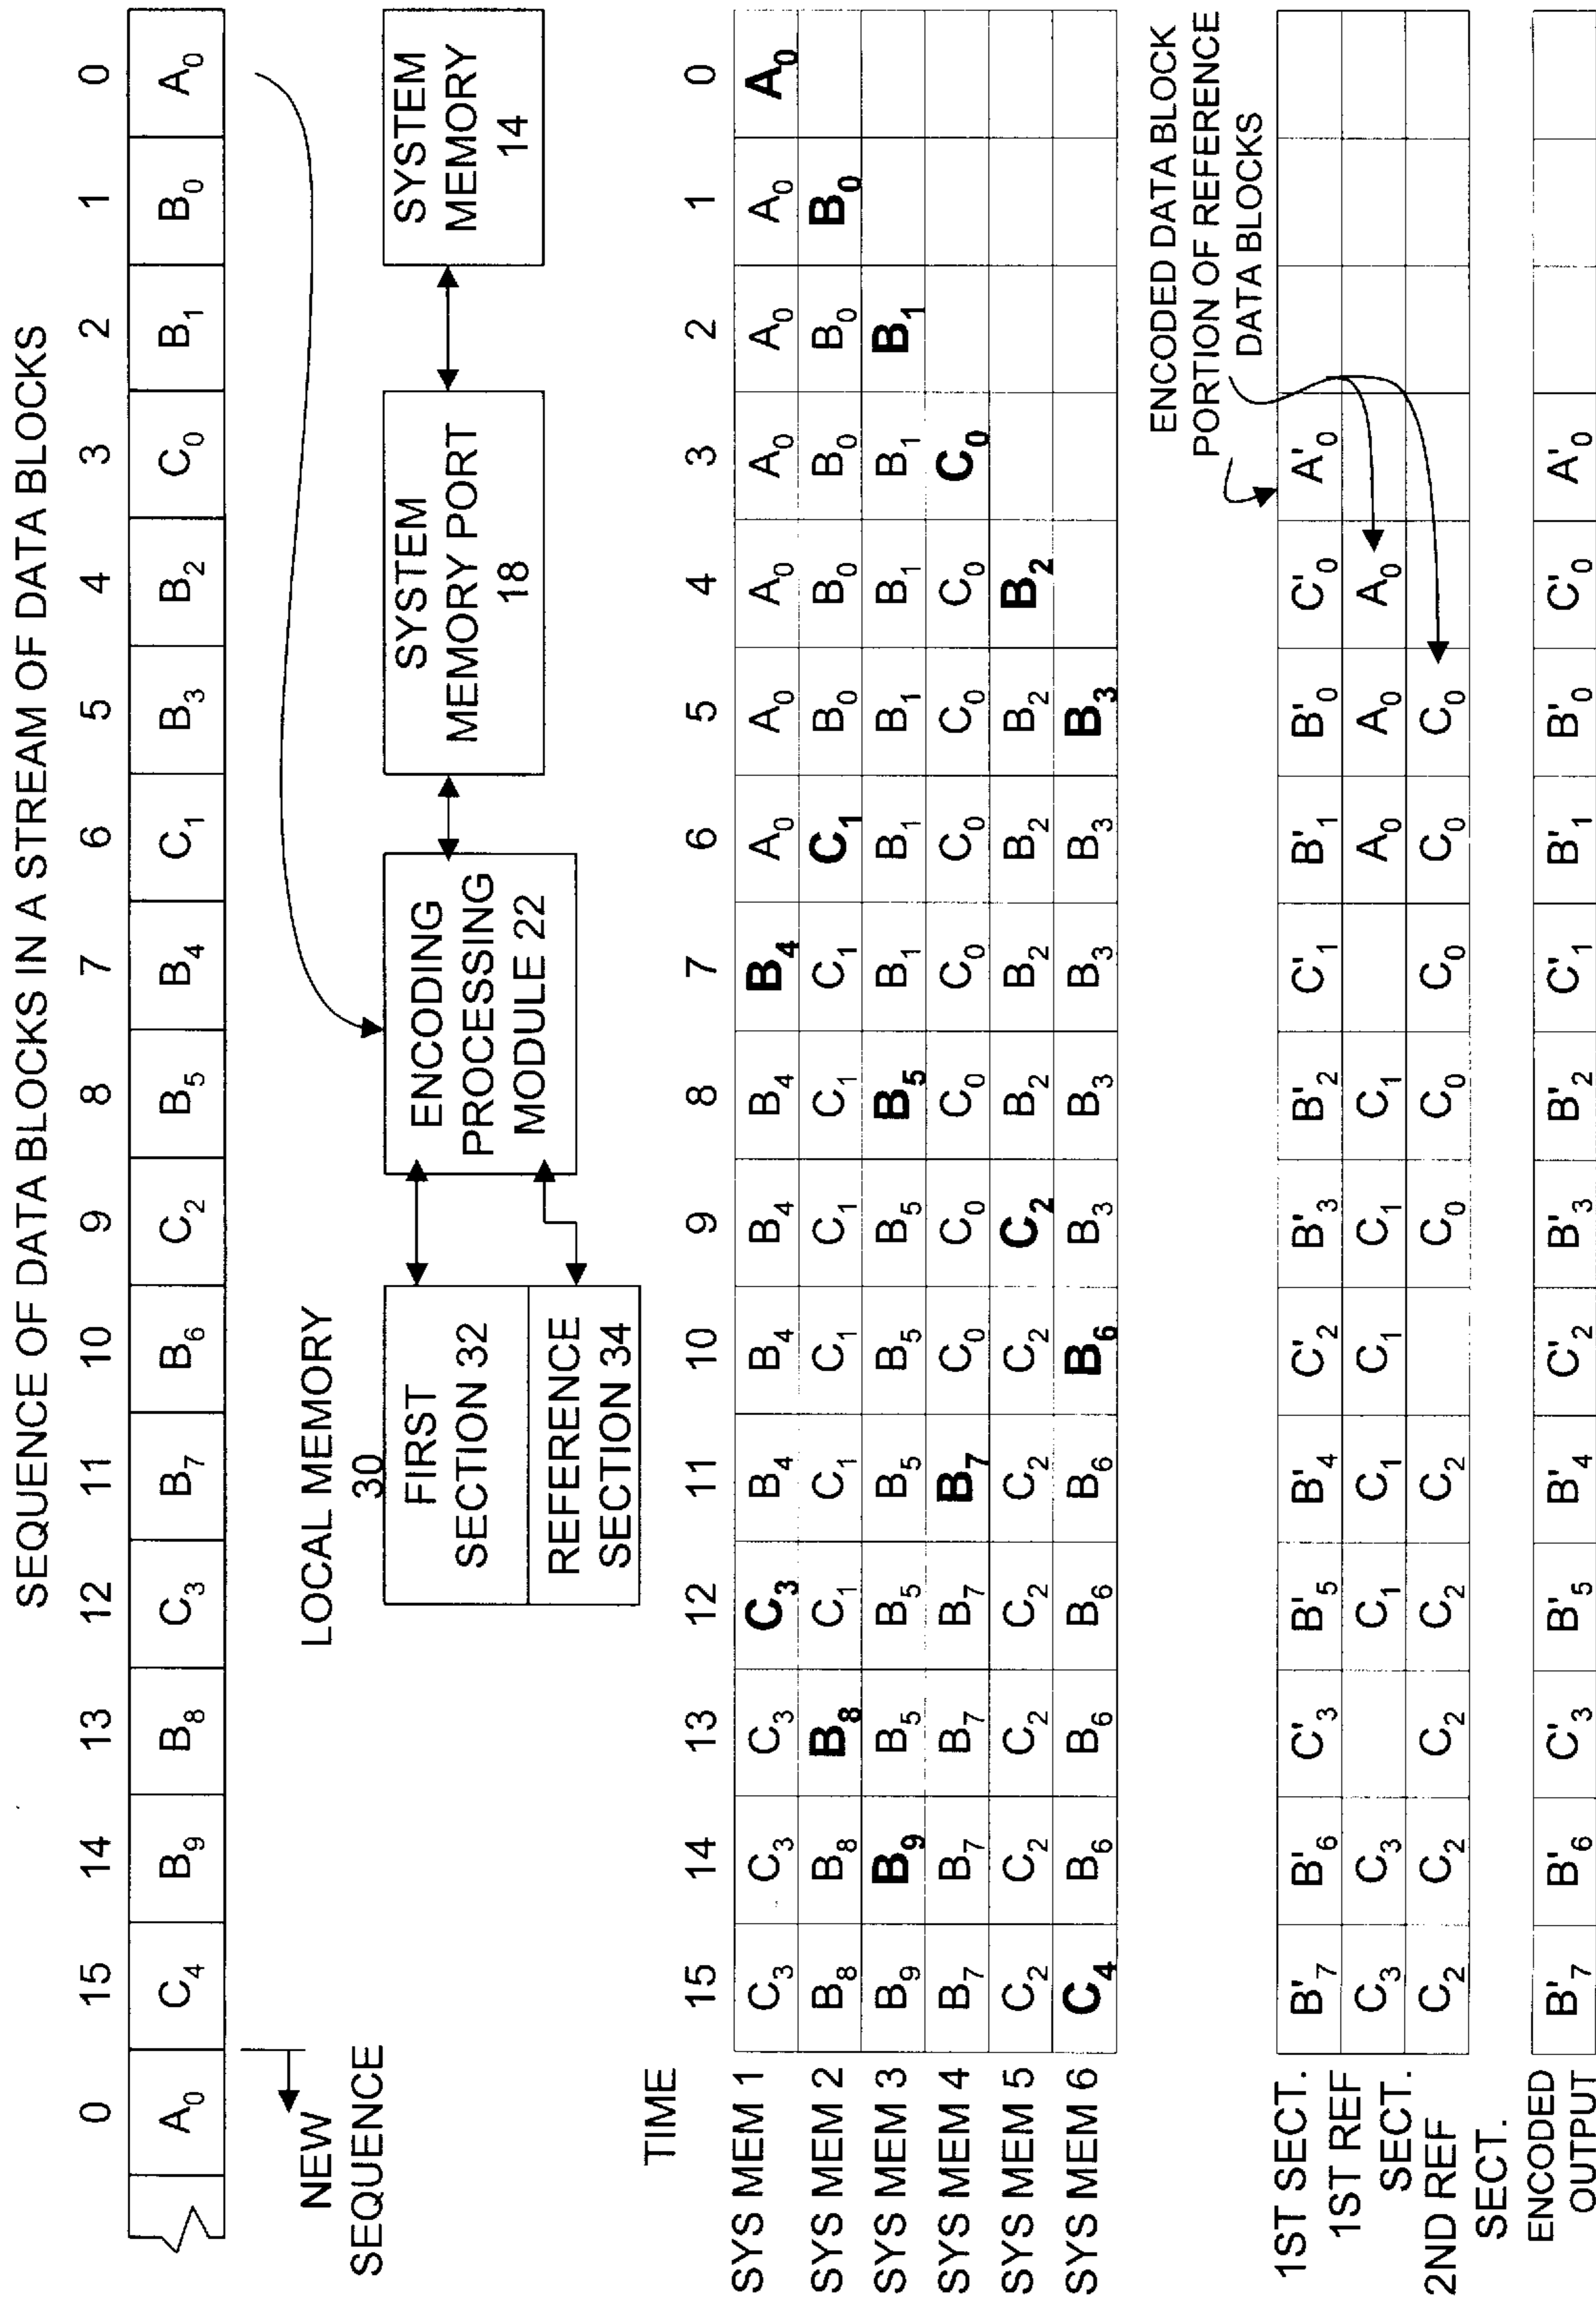 SEQUENCE OF DATA BLOCKS IN A STREAM OF DATA BLOCKS
0 15 14 13 12 11 10 9 8 7 6 5 4 3 2 1 0
A₀ C₄ B₉ B₈ C₃ B₇ B₆ C₂ B₅ B₄ C₁ B₃ B₂ C₀ B₁ B₀ A₀
NEW
SEQUENCE
LOCAL MEMORY
30
FIRST
SECTION 32
REFERENCE
SECTION 34
ENCODING
PROCESSING
MODULE 22
SYSTEM
MEMORY PORT
18
SYSTEM
MEMORY
14
TIME 15 14 13 12 11 10 9 8 7 6 5 4 3 2 1 0
SYS MEM 1 C₃ C₃ C₃ C₃ B₄ B₄ B₄ B₄ B₄ A₀ A₀ A₀ A₀ A₀ A₀ A₀
SYS MEM 2 B₈ B₈ B₈ C₁ C₁ C₁ C₁ C₁ C₁ C₁ B₀ B₀ B₀ B₀ B₀
SYS MEM 3 B₉ B₉ B₅ B₅ B₅ B₅ B₅ B₅ B₁ B₁ B₁ B₁ B₁ B₁
SYS MEM 4 B₇ B₇ B₇ B₇ B₇ C₀ C₀ C₀ C₀ C₀ C₀ C₀ C₀
SYS MEM 5 C₂ C₂ C₂ C₂ C₂ C₂ C₂ B₂ B₂ B₂ B₂ B₂
SYS MEM 6 C₄ B₆ B₆ B₆ B₆ B₆ B₃ B₃ B₃ B₃ B₃
ENCODED DATA BLOCK
PORTION OF REFERENCE
DATA BLOCKS
1ST SECT. B'₇ B'₆ C'₃ B'₅ B'₄ C'₂ B'₃ B'₂ C'₁ B'₁ B'₀ C'₀ A'₀
1ST REF
SECT. C₃ C₃ C₁ C₁ C₁ C₁ C₁ A₀ A₀ A₀
2ND REF
SECT. C₂ C₂ C₂ C₂ C₂ C₀ C₀ C₀ C₀ C₀
ENCODED
OUTPUT B'₇ B'₆ C'₃ B'₅ B'₄ C'₂ B'₃ B'₂ C'₁ B'₁ B'₀ C'₀ A'₀